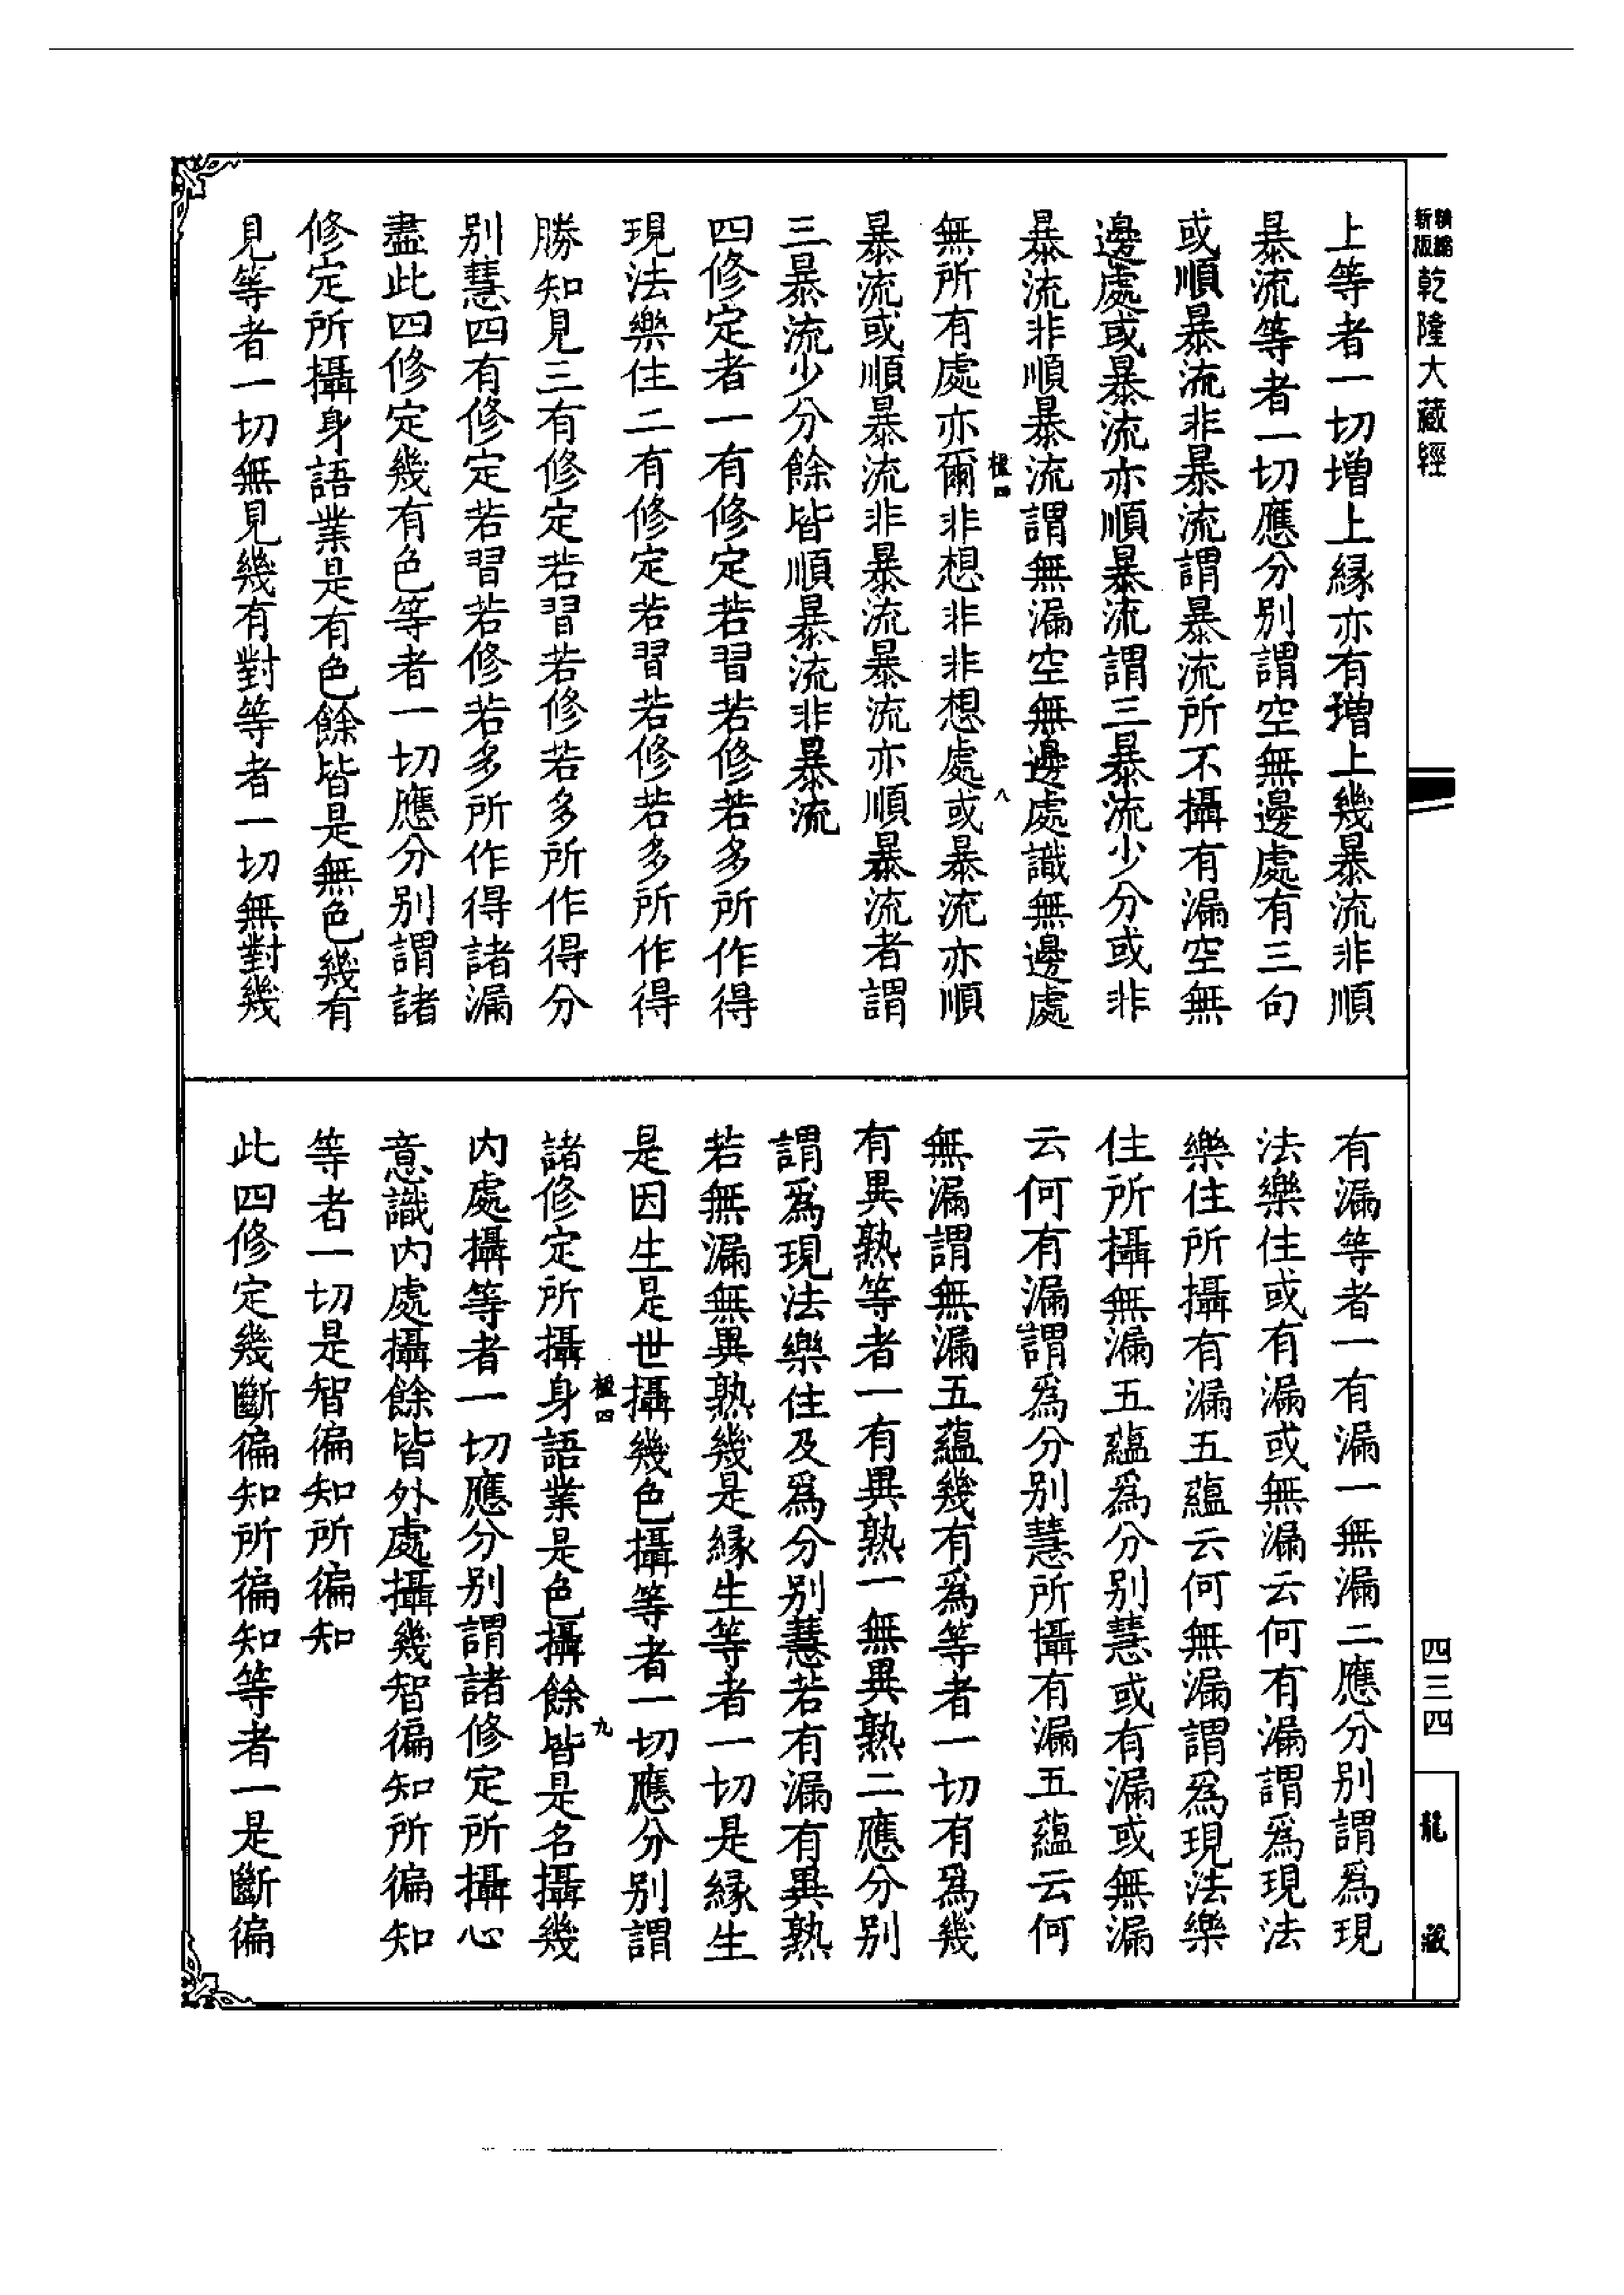 精縮新版乾隆大藏經
上等者一切增上縁亦有增上幾暴流非順
暴流等者一切應分别謂空無邊處有三句
或順暴流非暴流謂暴流所不攝有漏空無
邊處或暴流亦順暴流謂三暴流少分或非
暴流非順暴流謂無漏空無邊處識無邊處
八
無所有處亦爾非想非非想處或暴流亦順
暴流或順暴流非暴流暴流亦順暴流者謂
三暴流少分餘皆順暴流非暴流
四修定者一有修定若習若修若多所作得
現法樂住二有修定若習若修若多所作得
勝知見三有修定若習若修若多所作得分
别慧四有修定若習若修若多所作得諸漏
盡此四修定幾有色等者一切應分别謂諸
修定所攝身語業是有色餘皆是無色幾有
見等者一切無見幾有對等者一切無對幾
四三四
龍藏
有漏等者一有漏一無漏二應分别謂爲現
法樂住或有漏或無漏云何有漏謂爲現法
樂住所攝有漏五蘊云何無漏謂爲現法樂
住所攝無漏五蘊爲分别慧或有漏或無漏
云何有漏謂爲分别慧所攝有漏五蘊云何
無漏謂無漏五蘊幾有爲等者一切有爲幾
有異熟等者一有異熟一無異熟二應分别
謂爲現法樂住及爲分别慧若有漏有異熟
若無漏無異熟幾是縁生等者一切是縁生
是因生是世攝幾色攝等者一切應分别謂
九
諸修定所攝身語業是色攝餘皆是名攝幾
内處攝等者一切應分别謂諸修定所攝心
意識内處攝餘皆外處攝幾智徧知所徧知
等者一切是智徧知所徧知
此四修定幾斷徧知所徧知等者一是斷徧